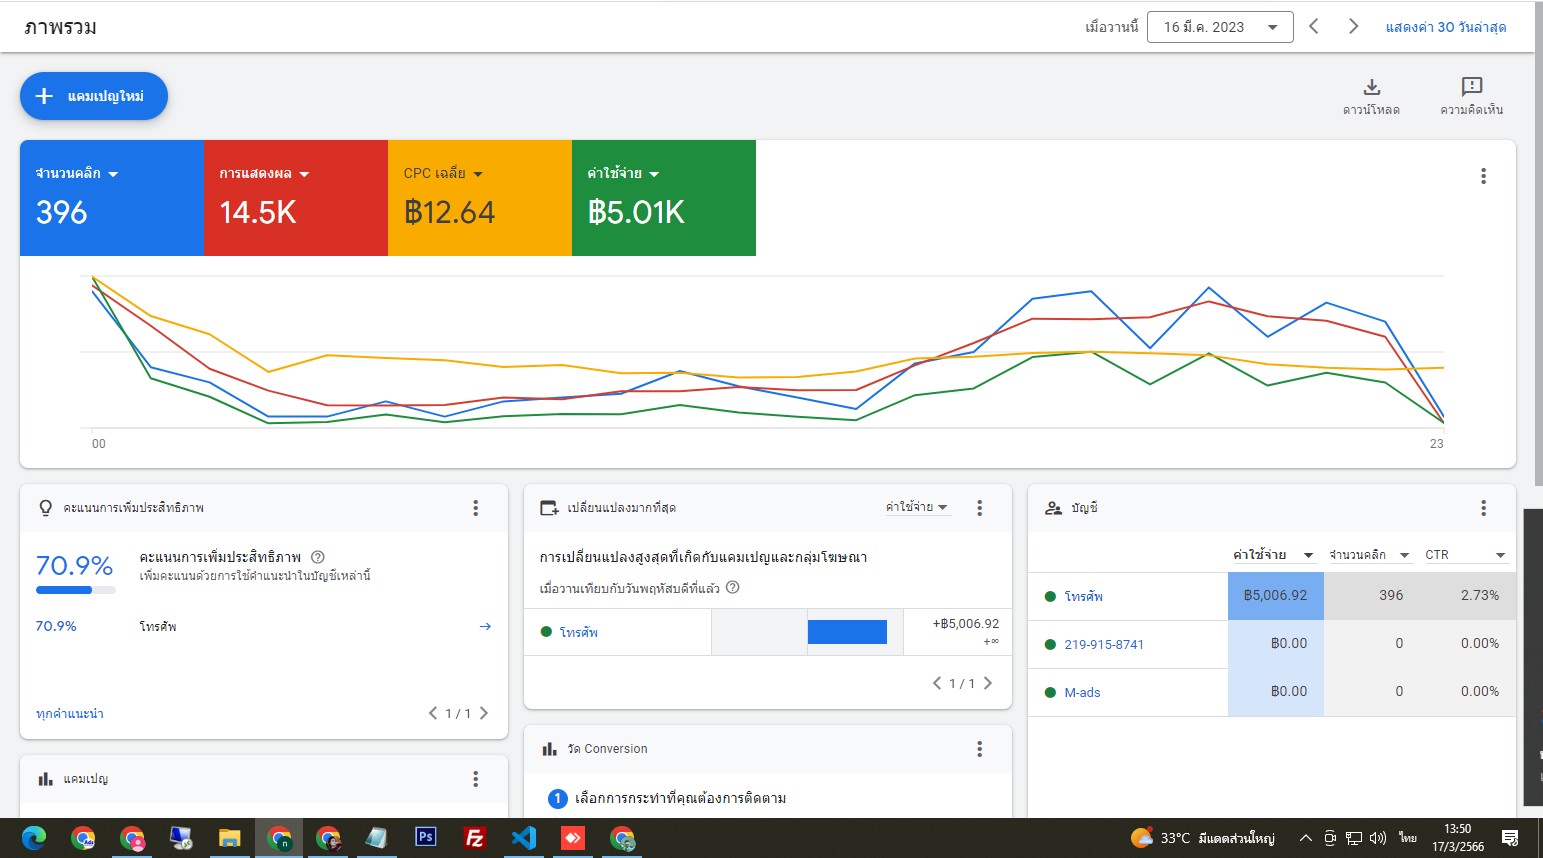 ภาพรวม
เมื่อวานนี้ 16 มี.ค. 2023 แสดงค่า 30 วันล่าสุด
แคมเปญใหม่
ดาวน์โหลด ความคิดเห็น
จำนวนคลิก การแสดงผล CPC เฉลี่ย ค่าใช้จ่าย
396 14.5K ฿12.64 ฿5.01K
00 23
คะแนนการเพิ่มประสิทธิภาพ
70.9% คะแนนการเพิ่มประสิทธิภาพ
เพิ่มคะแนนด้วยการใช้คำแนะนำในบัญชีเหล่านี้
70.9% โทรศัพ
ทุกคำแนะนำ 1 / 1
แคมเปญ
เปลี่ยนแปลงมากที่สุด ค่าใช้จ่าย
การเปลี่ยนแปลงสูงสุดที่เกิดกับแคมเปญและกลุ่มโฆษณา
เมื่อวานเทียบกับวันพฤหัสบดีที่แล้ว
โทรศัพ +฿5,006.92
+∞
1 / 1
วัด Conversion
1 เลือกการกระทำที่คุณต้องการติดตาม
บัญชี
ค่าใช้จ่าย จำนวนคลิก CTR
โทรศัพ ฿5,006.92 396 2.73%
219-915-8741 ฿0.00 0 0.00%
M-ads ฿0.00 0 0.00%
Ads n Ps Fz
33°C มีแดดส่วนใหญ่ ไทย 13:50
17/3/2566